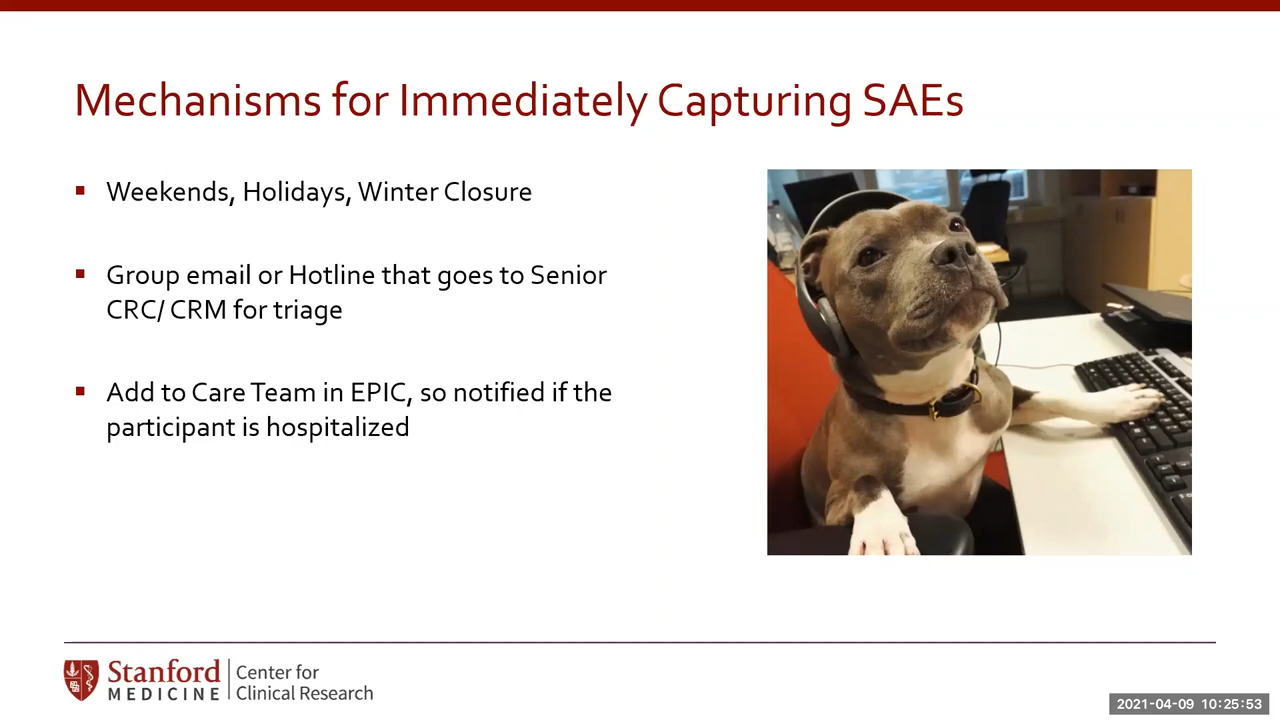 Mechanisms for Immediately Capturing SAEs
Weekends, Holidays, Winter Closure
Group email or Hotline that goes to Senior
CRC/ CRM for triage
Add to Care Team in EPIC, so notified if the
participant is hospitalized
Stanford
MEDICINE
Center for
Clinical Research
2021-04-09 10:25:53